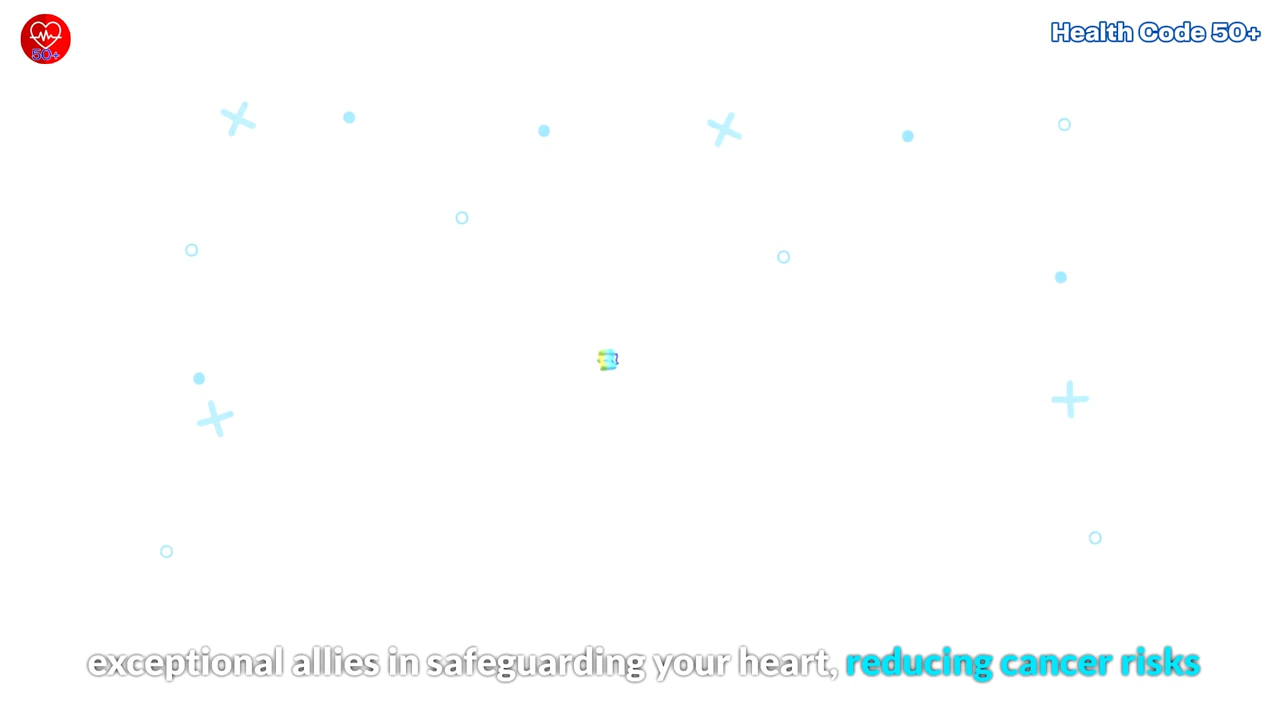 50+
Health Code 50+
exceptional allies in safeguarding your heart, reducing cancer risks